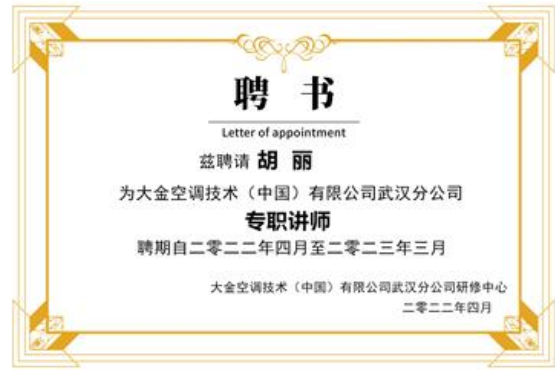 聘 书
Letter of appointment
兹聘请 胡 丽
为大金空调技术（中国）有限公司武汉分公司
专职讲师
聘期自二零二二年四月至二零二三年三月
大金空调技术（中国）有限公司武汉分公司研修中心
二零二二年四月